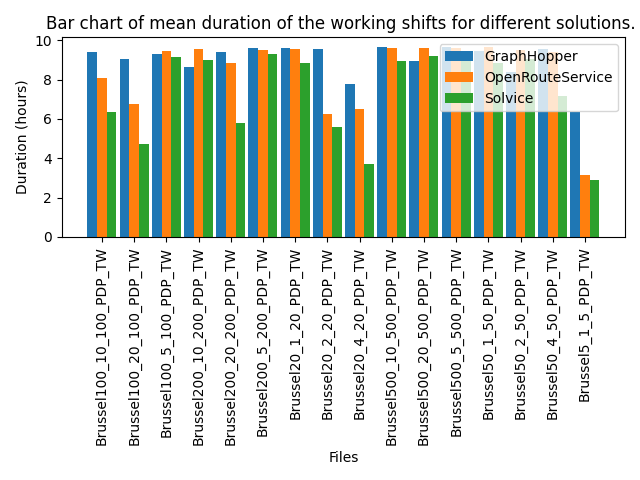 Bar chart of mean duration of the working shifts for different solutions.
GraphHopper
OpenRouteService
Solvice
Duration (hours)
10
8
6
4
2
0
Brussel100_10_100_PDP_TW
Brussel100_20_100_PDP_TW
Brussel100_5_100_PDP_TW
Brussel200_10_200_PDP_TW
Brussel200_20_200_PDP_TW
Brussel200_5_200_PDP_TW
Brussel20_1_20_PDP_TW
Brussel20_2_20_PDP_TW
Brussel20_4_20_PDP_TW
Brussel500_10_500_PDP_TW
Brussel500_20_500_PDP_TW
Brussel500_5_500_PDP_TW
Brussel50_1_50_PDP_TW
Brussel50_2_50_PDP_TW
Brussel50_4_50_PDP_TW
Brussel5_1_5_PDP_TW
Files